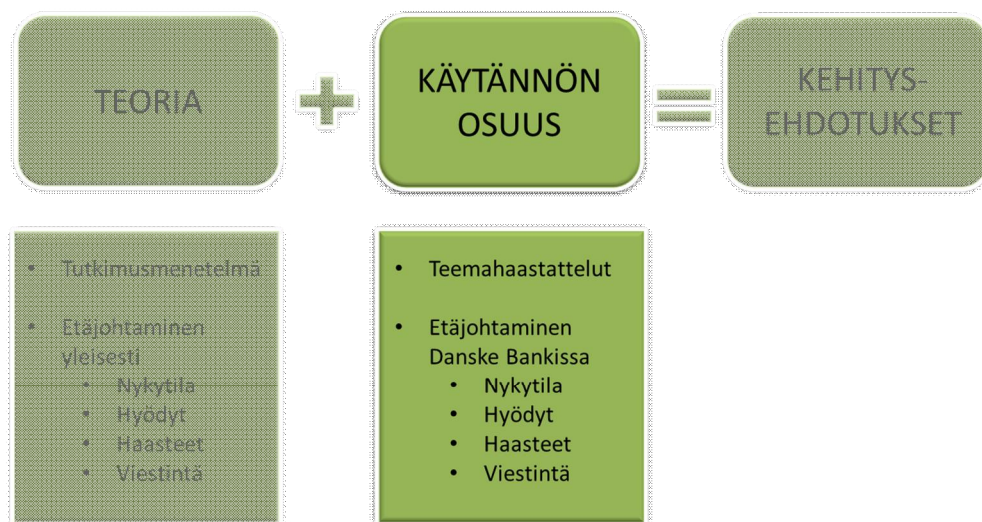 TEORIA
+
KÄYTÄNNÖN
OSUUS
=
KEHITYS-
EHDOTUKSET
• Tutkimusmenetelmä
• Etäjohtaminen
yleisesti
• Nykytila
• Hyödyt
• Haasteet
• Viestintä
• Teemahaastattelut
• Etäjohtaminen
Danske Bankissa
• Nykytila
• Hyödyt
• Haasteet
• Viestintä